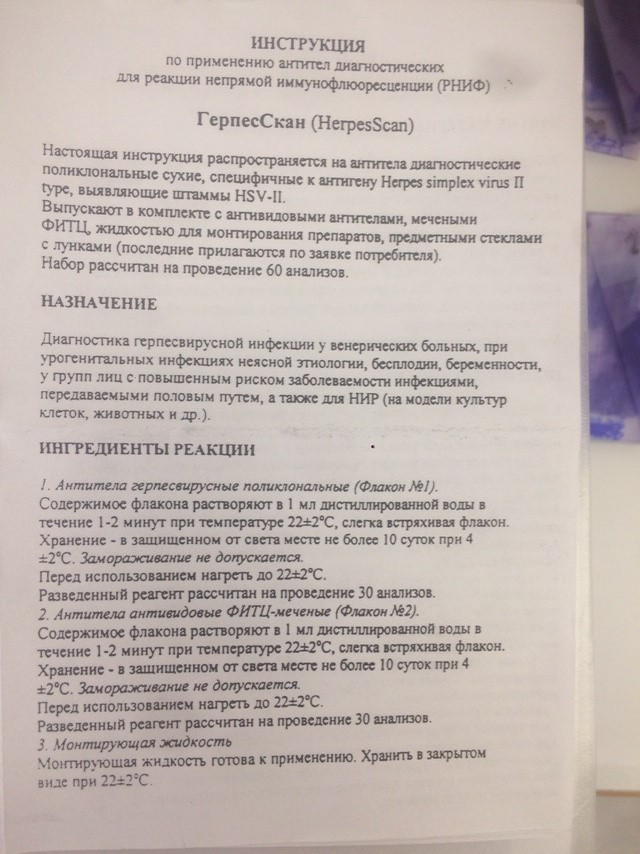 ИНСТРУКЦИЯ
по применению антител диагностических
для реакции непрямой иммунофлюоресценции (РНИФ)
ГерпесСкан (HerpesScan)
Настоящая инструкция распространяется на антитела диагностические
поликлональные сухие, специфичные к антигену Herpes simplex virus II
type, выявляющие штаммы HSV-II.
Выпускают в комплекте с антивидовыми антителами, мечеными
ФИТЦ, жидкостью для монтирования препаратов, предметными стеклами
с лунками (последние прилагаются по заявке потребителя).
Набор рассчитан на проведение 60 анализов.
НАЗНАЧЕНИЕ
Диагностика герпесвирусной инфекции у венерических больных, при
урогенитальных инфекциях неясной этиологии, бесплодии, беременности,
у групп лиц с повышенным риском заболеваемости инфекциями,
передаваемыми половым путем, а также для НИР (на модели культур
клеток, животных и др.).
ИНГРЕДИЕНТЫ РЕАКЦИИ
1. Антитела герпесвирусные поликлональные (Флакон №1).
Содержимое флакона растворяют в 1 мл дистиллированной воды в
течение 1-2 минут при температуре 22±2°С, слегка встряхивая флакон.
Хранение - в защищенном от света месте не более 10 суток при 4
±2°С. Замораживание не допускается.
Перед использованием нагреть до 22±2°С.
Разведенный реагент рассчитан на проведение 30 анализов.
2. Антитела антивидовые ФИТЦ-меченые (Флакон №2).
Содержимое флакона растворяют в 1 мл дистиллированной воды в
течение 1-2 минут при температуре 22±2°С, слегка встряхивая флакон.
Хранение - в защищенном от света месте не более 10 суток при 4
±2°С. Замораживание не допускается.
Перед использованием нагреть до 22±2°С.
Разведенный реагент рассчитан на проведение 30 анализов.
3. Монтирующая жидкость
Монтирующая жидкость готова к применению. Хранить в закрытом
виде при 22±2°С.